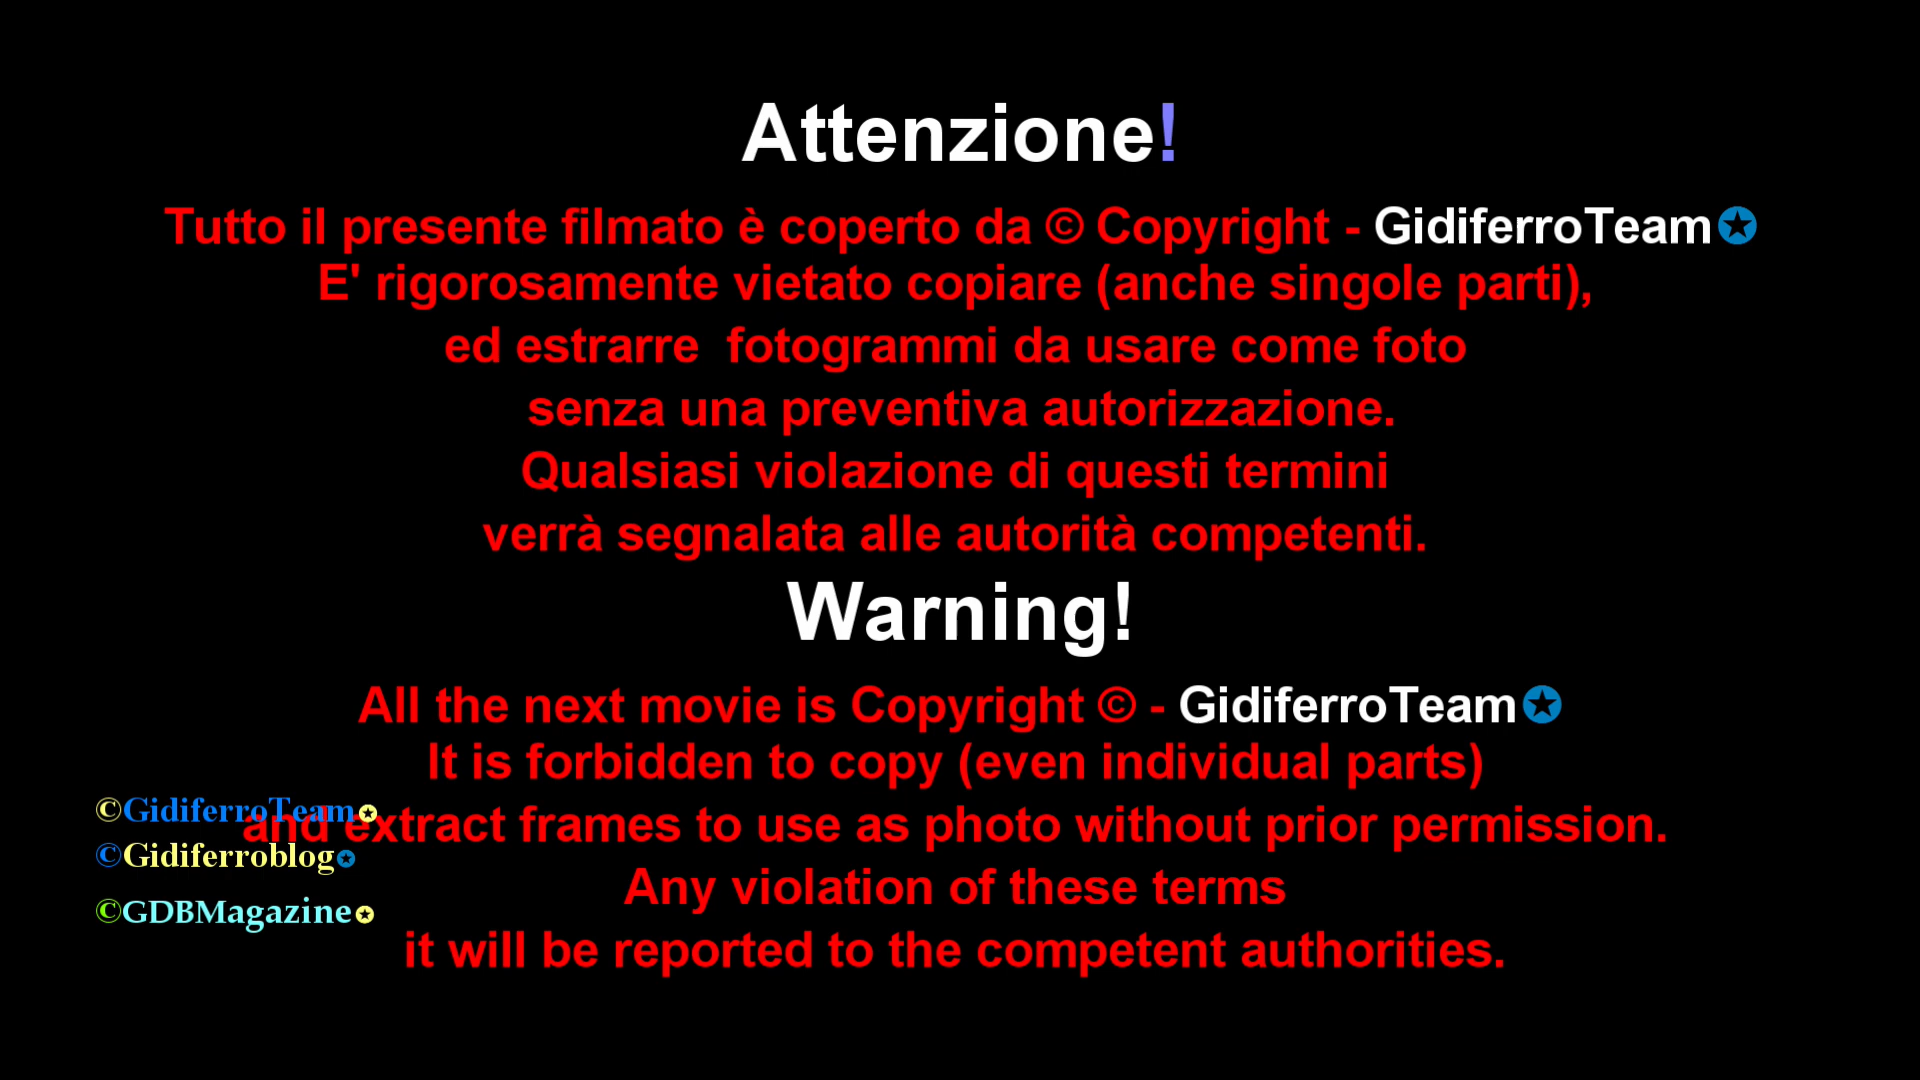 Attenzione!
Tutto il presente filmato è coperto da © Copyright - GidiferroTeam✪
E' rigorosamente vietato copiare (anche singole parti),
ed estrarre  fotogrammi da usare come foto
senza una preventiva autorizzazione.
Qualsiasi violazione di questi termini
verrà segnalata alle autorità competenti.
Warning!
All the next movie is Copyright © - GidiferroTeam✪
It is forbidden to copy (even individual parts)
and extract frames to use as photo without prior permission.
Any violation of these terms
it will be reported to the competent authorities.
©GidiferroTeam✪
©Gidiferroblog✪
©GDBMagazine✪